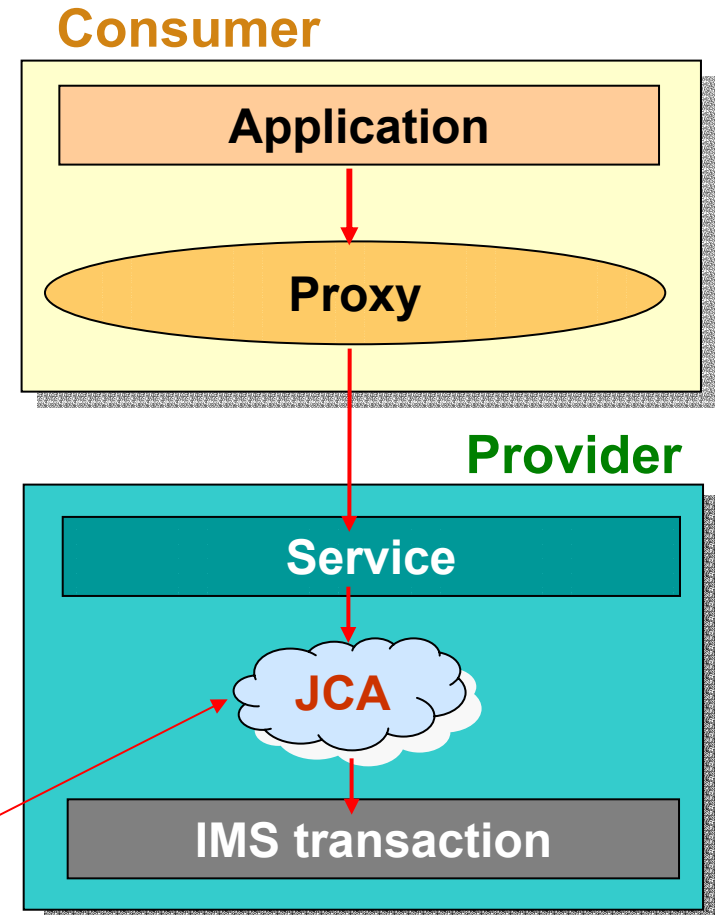 Consumer
Application
Proxy
Provider
Service
JCA
IMS transaction